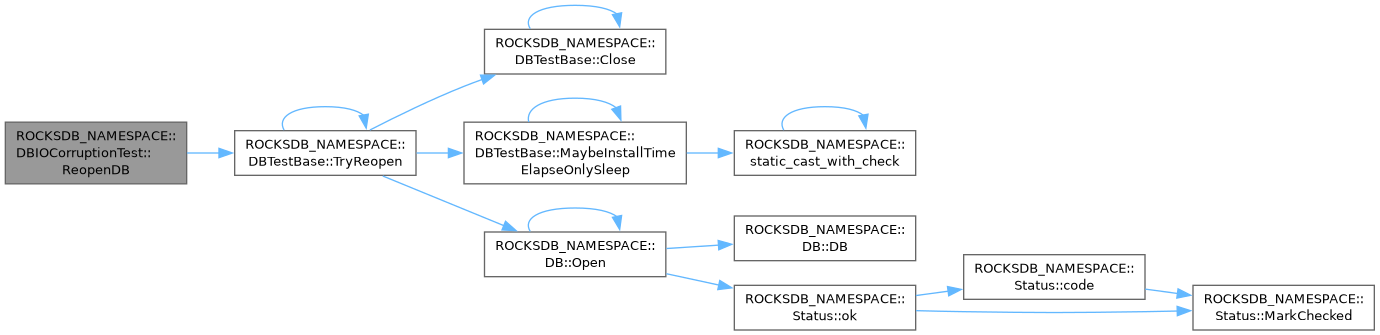 ROCKSDB_NAMESPACE::
DBIOCorruptionTest::
ReopenDB
ROCKSDB_NAMESPACE::
DBTestBase::TryReopen
ROCKSDB_NAMESPACE::
DBTestBase::Close
ROCKSDB_NAMESPACE::
DBTestBase::MaybeInstallTime
ElapseOnlySleep
ROCKSDB_NAMESPACE::
static_cast_with_check
ROCKSDB_NAMESPACE::
DB::Open
ROCKSDB_NAMESPACE::
DB::DB
ROCKSDB_NAMESPACE::
Status::ok
ROCKSDB_NAMESPACE::
Status::code
ROCKSDB_NAMESPACE::
Status::MarkChecked